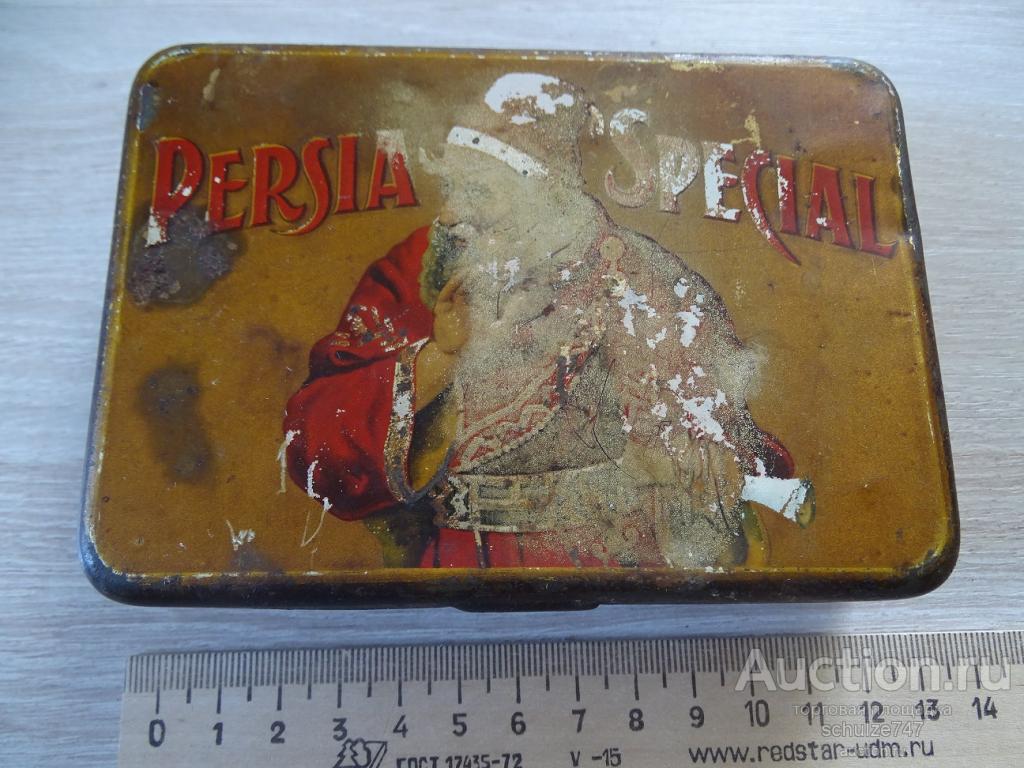 PERSIA SPECIAL
Auction.ru
торговая площадка
schulze747
0 1 2 3 4 5 6 7 8 9 10 11 12 13 14
ГОСТ 17435-72 V -15 www.redstar-udm.ru